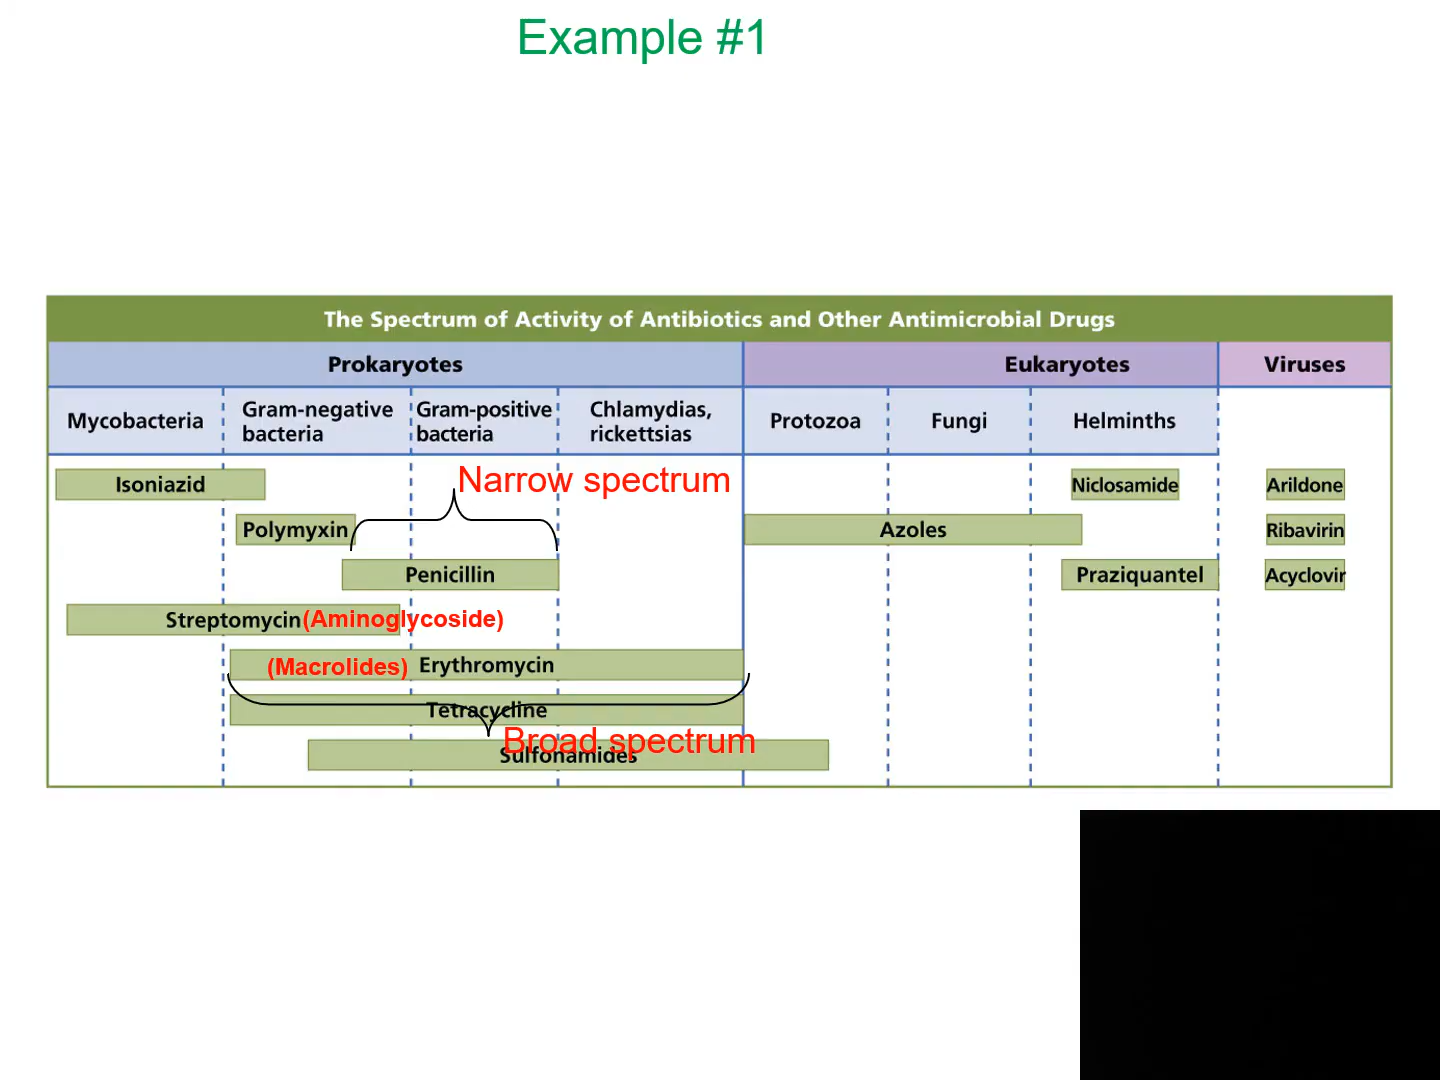 Example #1
The Spectrum of Activity of Antibiotics and Other Antimicrobial Drugs
Prokaryotes
Eukaryotes
Viruses
Mycobacteria
Gram-negative
bacteria
Gram-positive
bacteria
Chlamydias,
rickettsias
Protozoa
Fungi
Helminths
Isoniazid
Narrow spectrum
Niclosamide
Arildone
Polymyxin
Azoles
Ribavirin
Penicillin
Praziquantel
Acyclovir
Streptomycin (Aminoglycoside)
(Macrolides) Erythromycin
Tetracycline
Broad spectrum
Sulfonamides